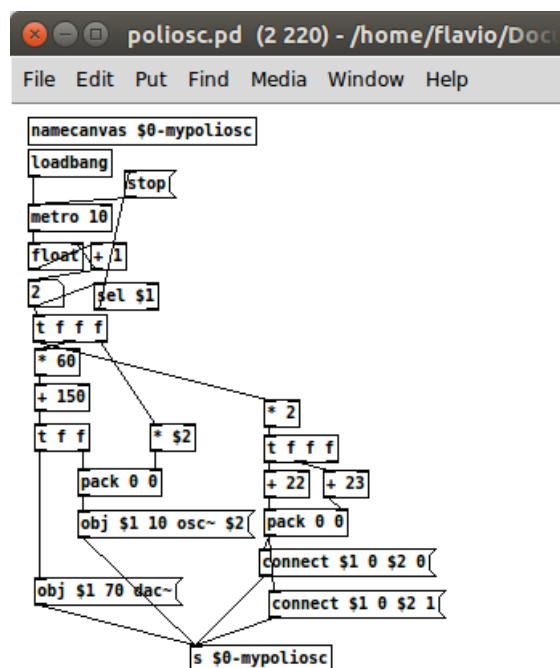 poliosc.pd (2 220) - /home/flavio/Doc
File Edit Put Find Media Window Help
namecanvas $0-mypoliosc
loadbang
stop
metro 10
float + 1
2 sel $1
t f f f
* 60
+ 150 * 2
t f f * $2 t f f f
pack 0 0 + 22 + 23
obj $1 10 osc~ $2 pack 0 0
connect $1 0 $2 0
obj $1 70 dac~ connect $1 0 $2 1
s $0-mypoliosc